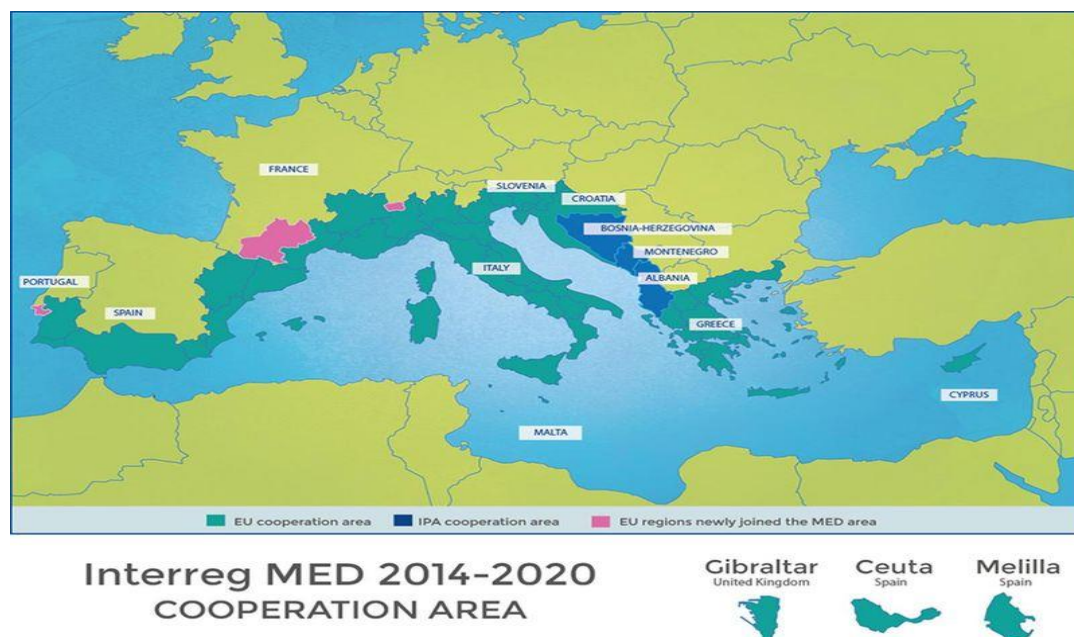 SLOVENIA
FRANCE
CROATIA
BOSNIA-HERZEGOVINA
MONTENEGRO
ITALY
ALBANIA
PORTUGAL
SPAIN
GREECE
CYPRUS
MALTA
EU cooperation area
IPA cooperation area
EU regions newly joined the MED area
Interreg MED 2014-2020
COOPERATION AREA
Gibraltar
United Kingdom
Ceuta
Spain
Melilla
Spain